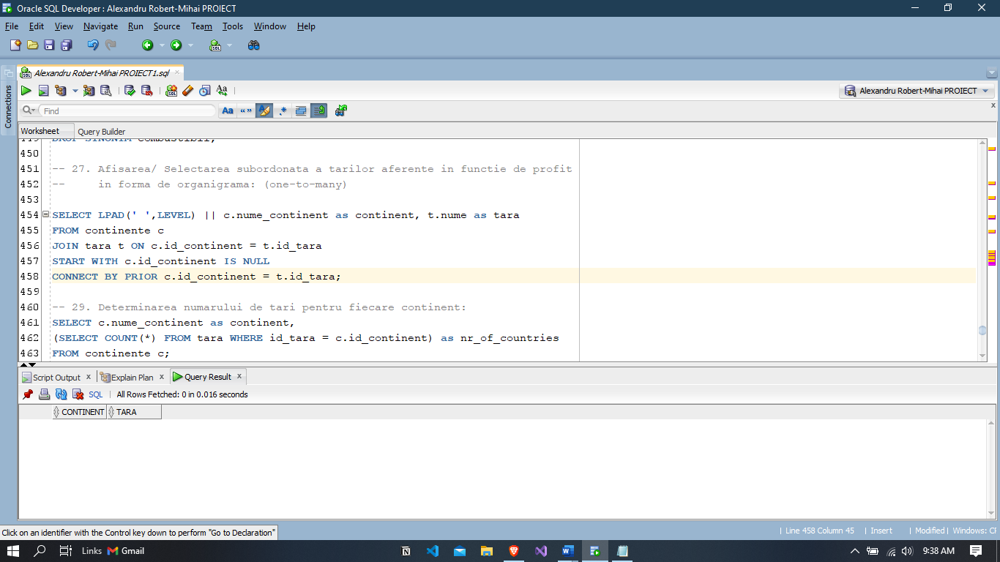 Oracle SQL Developer : Alexandru Robert-Mihai PROIECT
File Edit View Navigate Run Source Team Tools Window Help
Connections
Alexandru Robert-Mihai PROIECT1.sql
Alexandru Robert-Mihai PROIECT
Find
Aa
Worksheet Query Builder
449 DROP SINONIM combustibil;
450
451 -- 27. Afisarea/ Selectarea subordonata a tarilor aferente in functie de profit
452 -- in forma de organigrama: (one-to-many)
453
454 SELECT LPAD(' ',LEVEL) || c.nume_continent as continent, t.nume as tara
455 FROM continente c
456 JOIN tara t ON c.id_continent = t.id_tara
457 START WITH c.id_continent IS NULL
458 CONNECT BY PRIOR c.id_continent = t.id_tara;
459
460 -- 29. Determinarea numarului de tari pentru fiecare continent:
461 SELECT c.nume_continent as continent,
462 (SELECT COUNT(*) FROM tara WHERE id_tara = c.id_continent) as nr_of_countries
463 FROM continente c;
Script Output x Explain Plan x Query Result x
SQL | All Rows Fetched: 0 in 0.016 seconds
CONTINENT TARA
Click on an identifier with the Control key down to perform "Go to Declaration"
| Line 458 Column 45 | Insert | Modified | Windows: CF
Links Gmail
9:38 AM